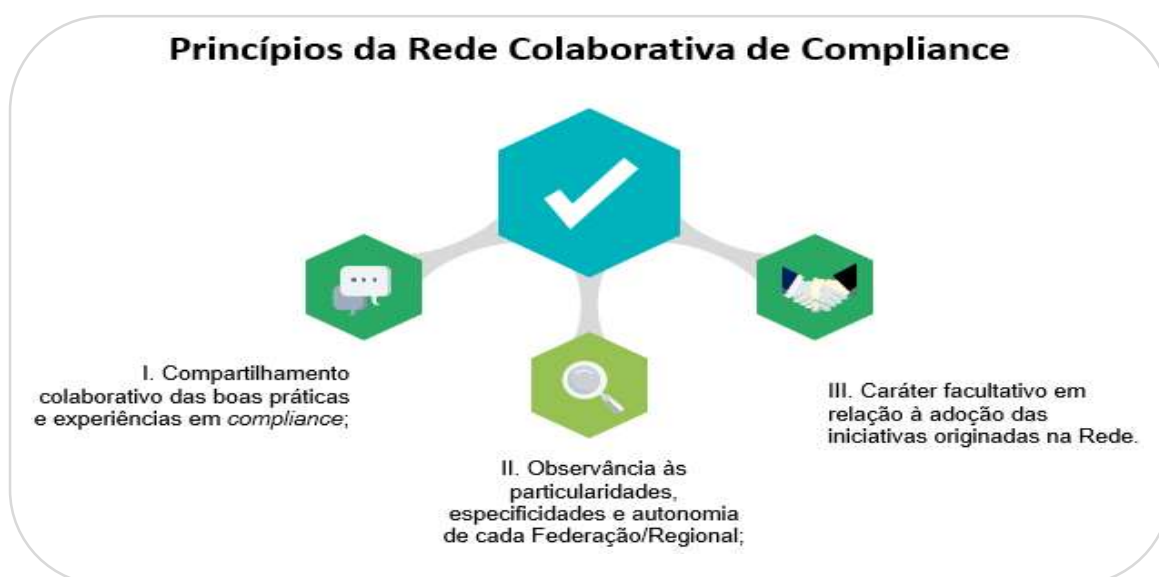 Princípios da Rede Colaborativa de Compliance
I. Compartilhamento
colaborativo das boas práticas
e experiências em compliance;
II. Observância às
particularidades,
especificidades e autonomia
de cada Federação/Regional;
III. Caráter facultativo em
relação à adoção das
iniciativas originadas na Rede.